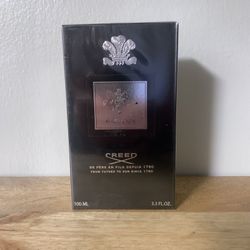 CREED
DE PÈRE EN FILS DEPUIS 1760
FROM FATHER TO SON SINCE 1760
100 ML 3.3 FL.OZ